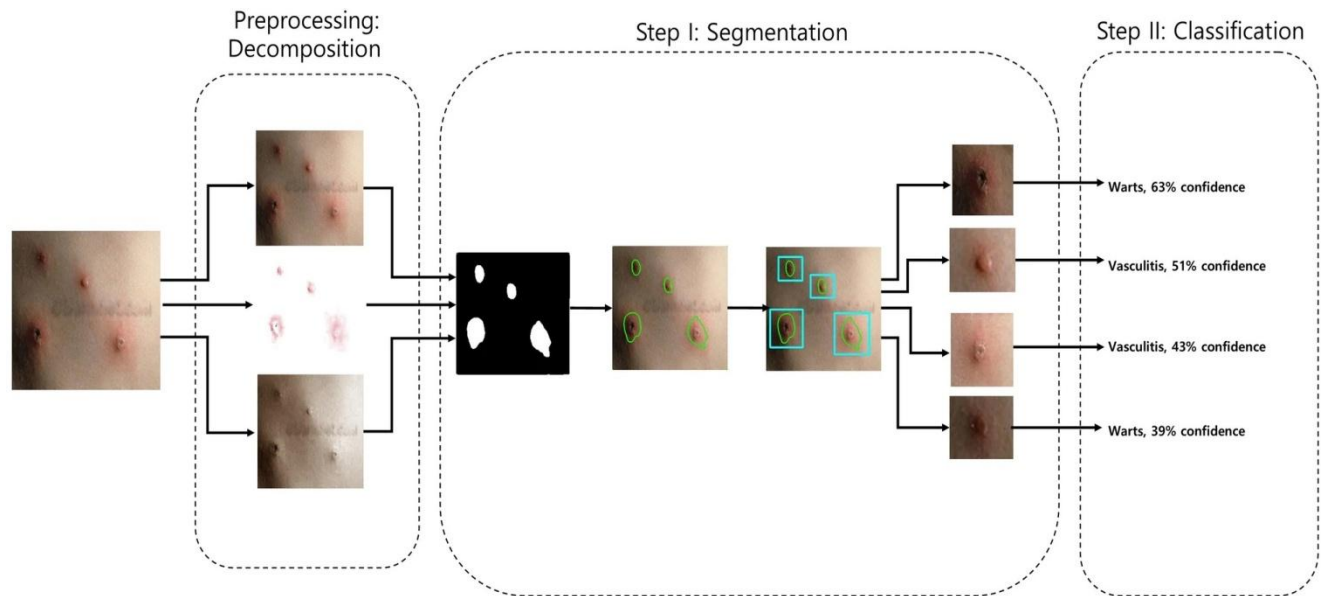 Preprocessing:
Decomposition
Step I: Segmentation
Step II: Classification
Warts, 63% confidence
Vasculitis, 51% confidence
Vasculitis, 43% confidence
Warts, 39% confidence